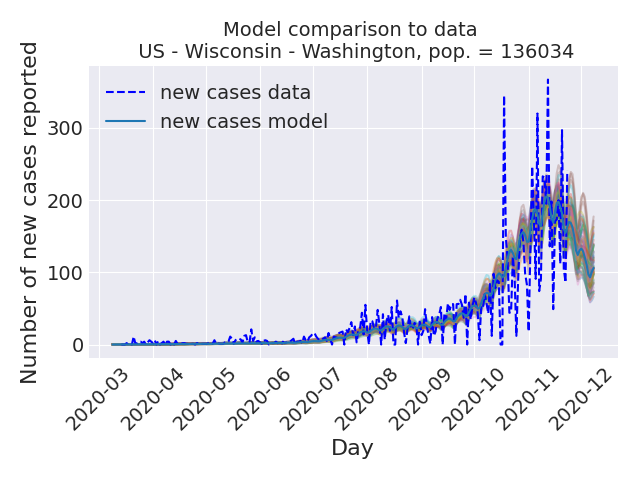 Model comparison to data
US - Wisconsin - Washington, pop. = 136034
Number of new cases reported
300
200
100
0
new cases data
new cases model
2020-03
2020-04
2020-05
2020-06
2020-07
2020-08
2020-09
2020-10
2020-11
2020-12
Day